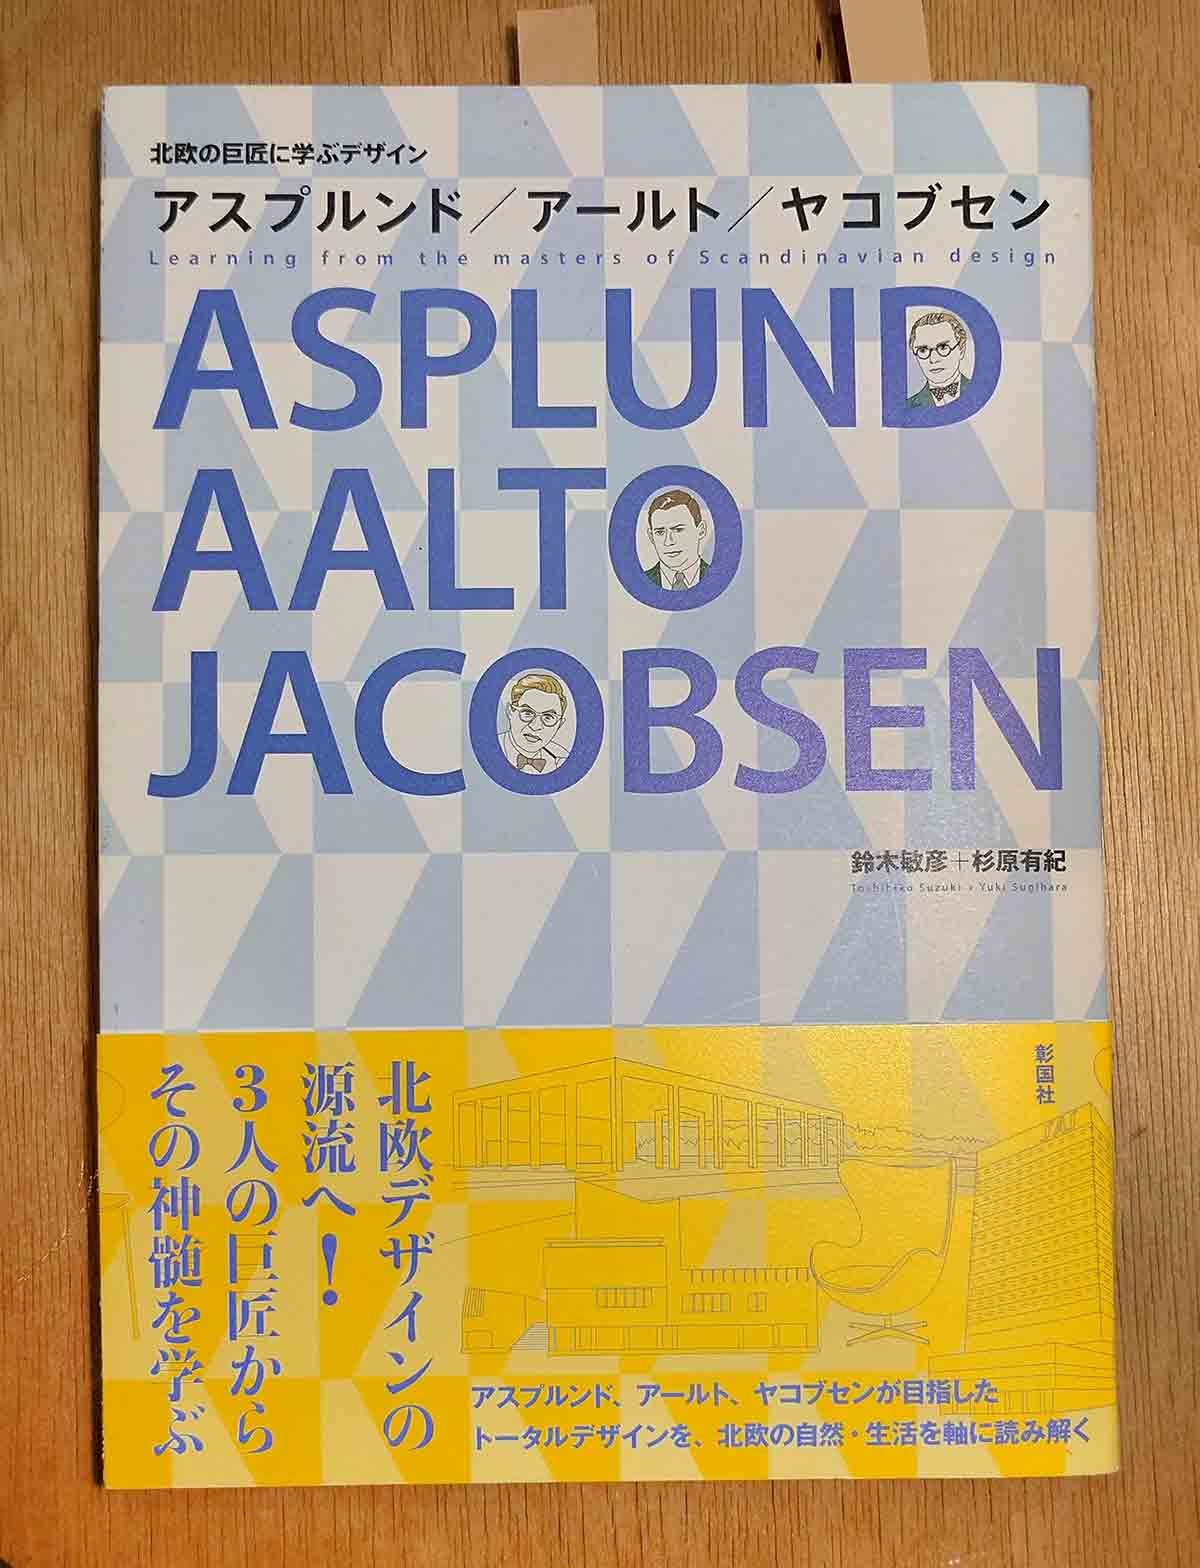 北欧の巨匠に学ぶデザイン
アスプルンド／アールト／ヤコブセン
Learning from the masters of Scandinavian design
ASPLUND
AALTO
JACOBSEN
鈴木敏彦＋杉原有紀
Toshihiko Suzuki + Yuki Sugihara
彰国社
北欧デザインの
源流へ！
3人の巨匠から
その神髄を学ぶ
アスプルンド、アールト、ヤコブセンが目指した
トータルデザインを、北欧の自然・生活を軸に読み解く